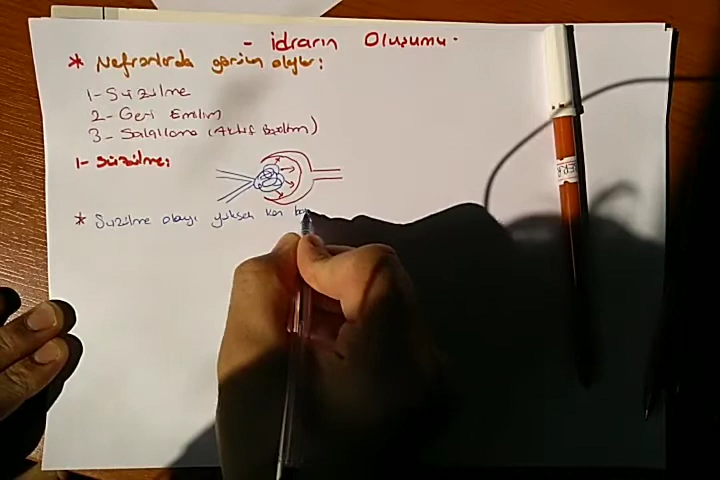 - idrarın Oluşumu.
* Nefronlarda görülen olaylar:
1- Süzülme
2- Geri Emilim
3- Salgılama (Aktif Boşaltım)
1- Süzülme:
* Süzülme olayı yüksek kan